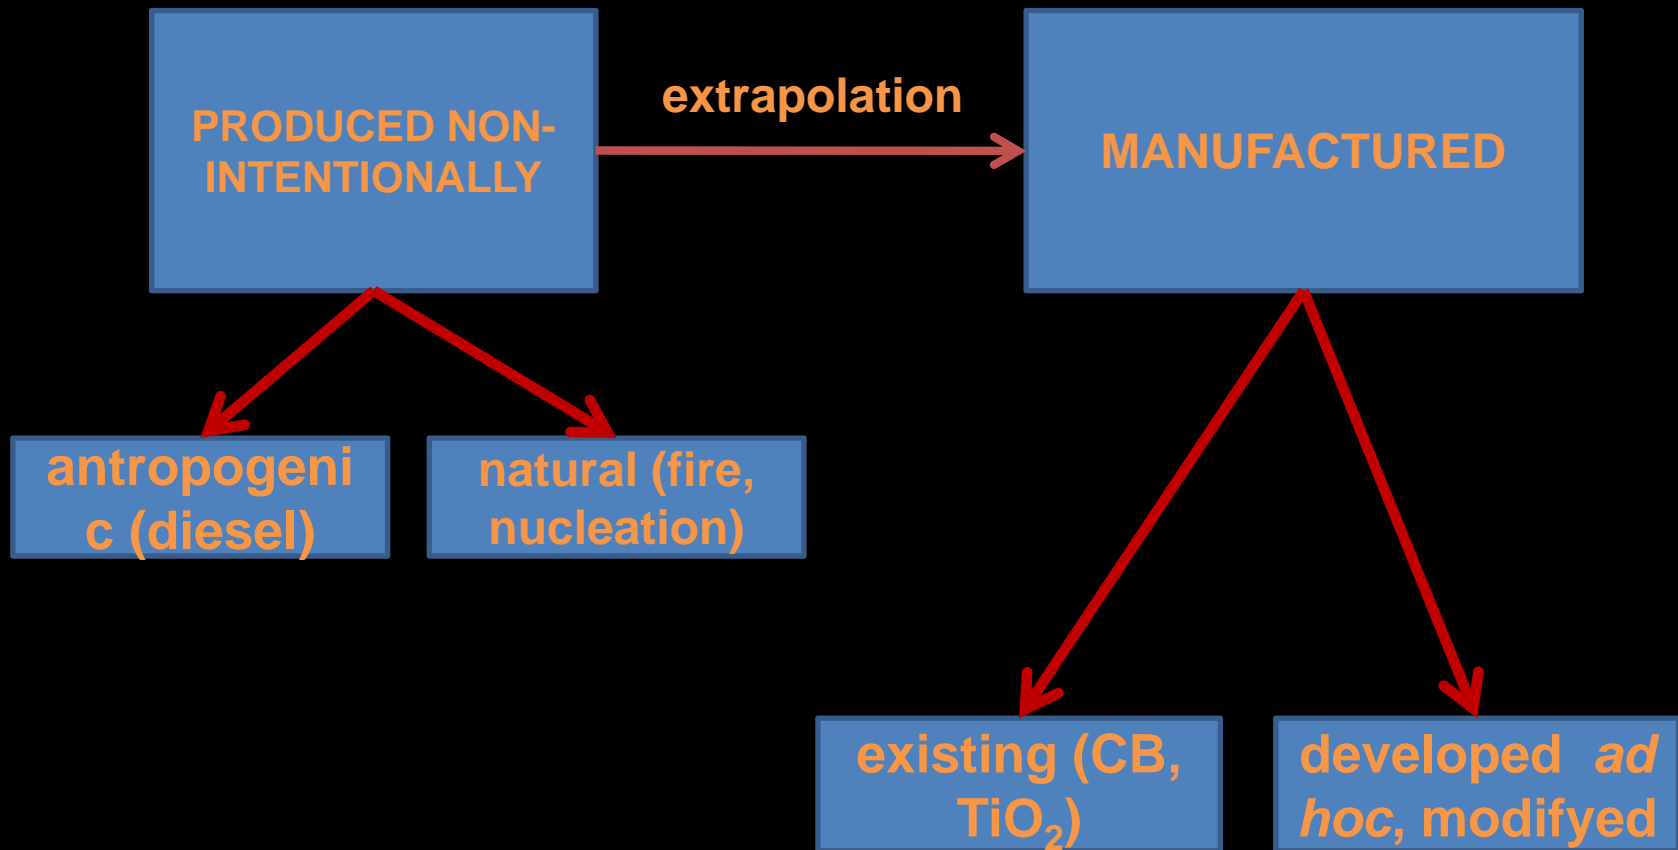 extrapolation
PRODUCED NON-
INTENTIONALLY
MANUFACTURED
antropogeni
c (diesel)
natural (fire,
nucleation)
existing (CB,
TiO₂)
developed ad
hoc, modifyed